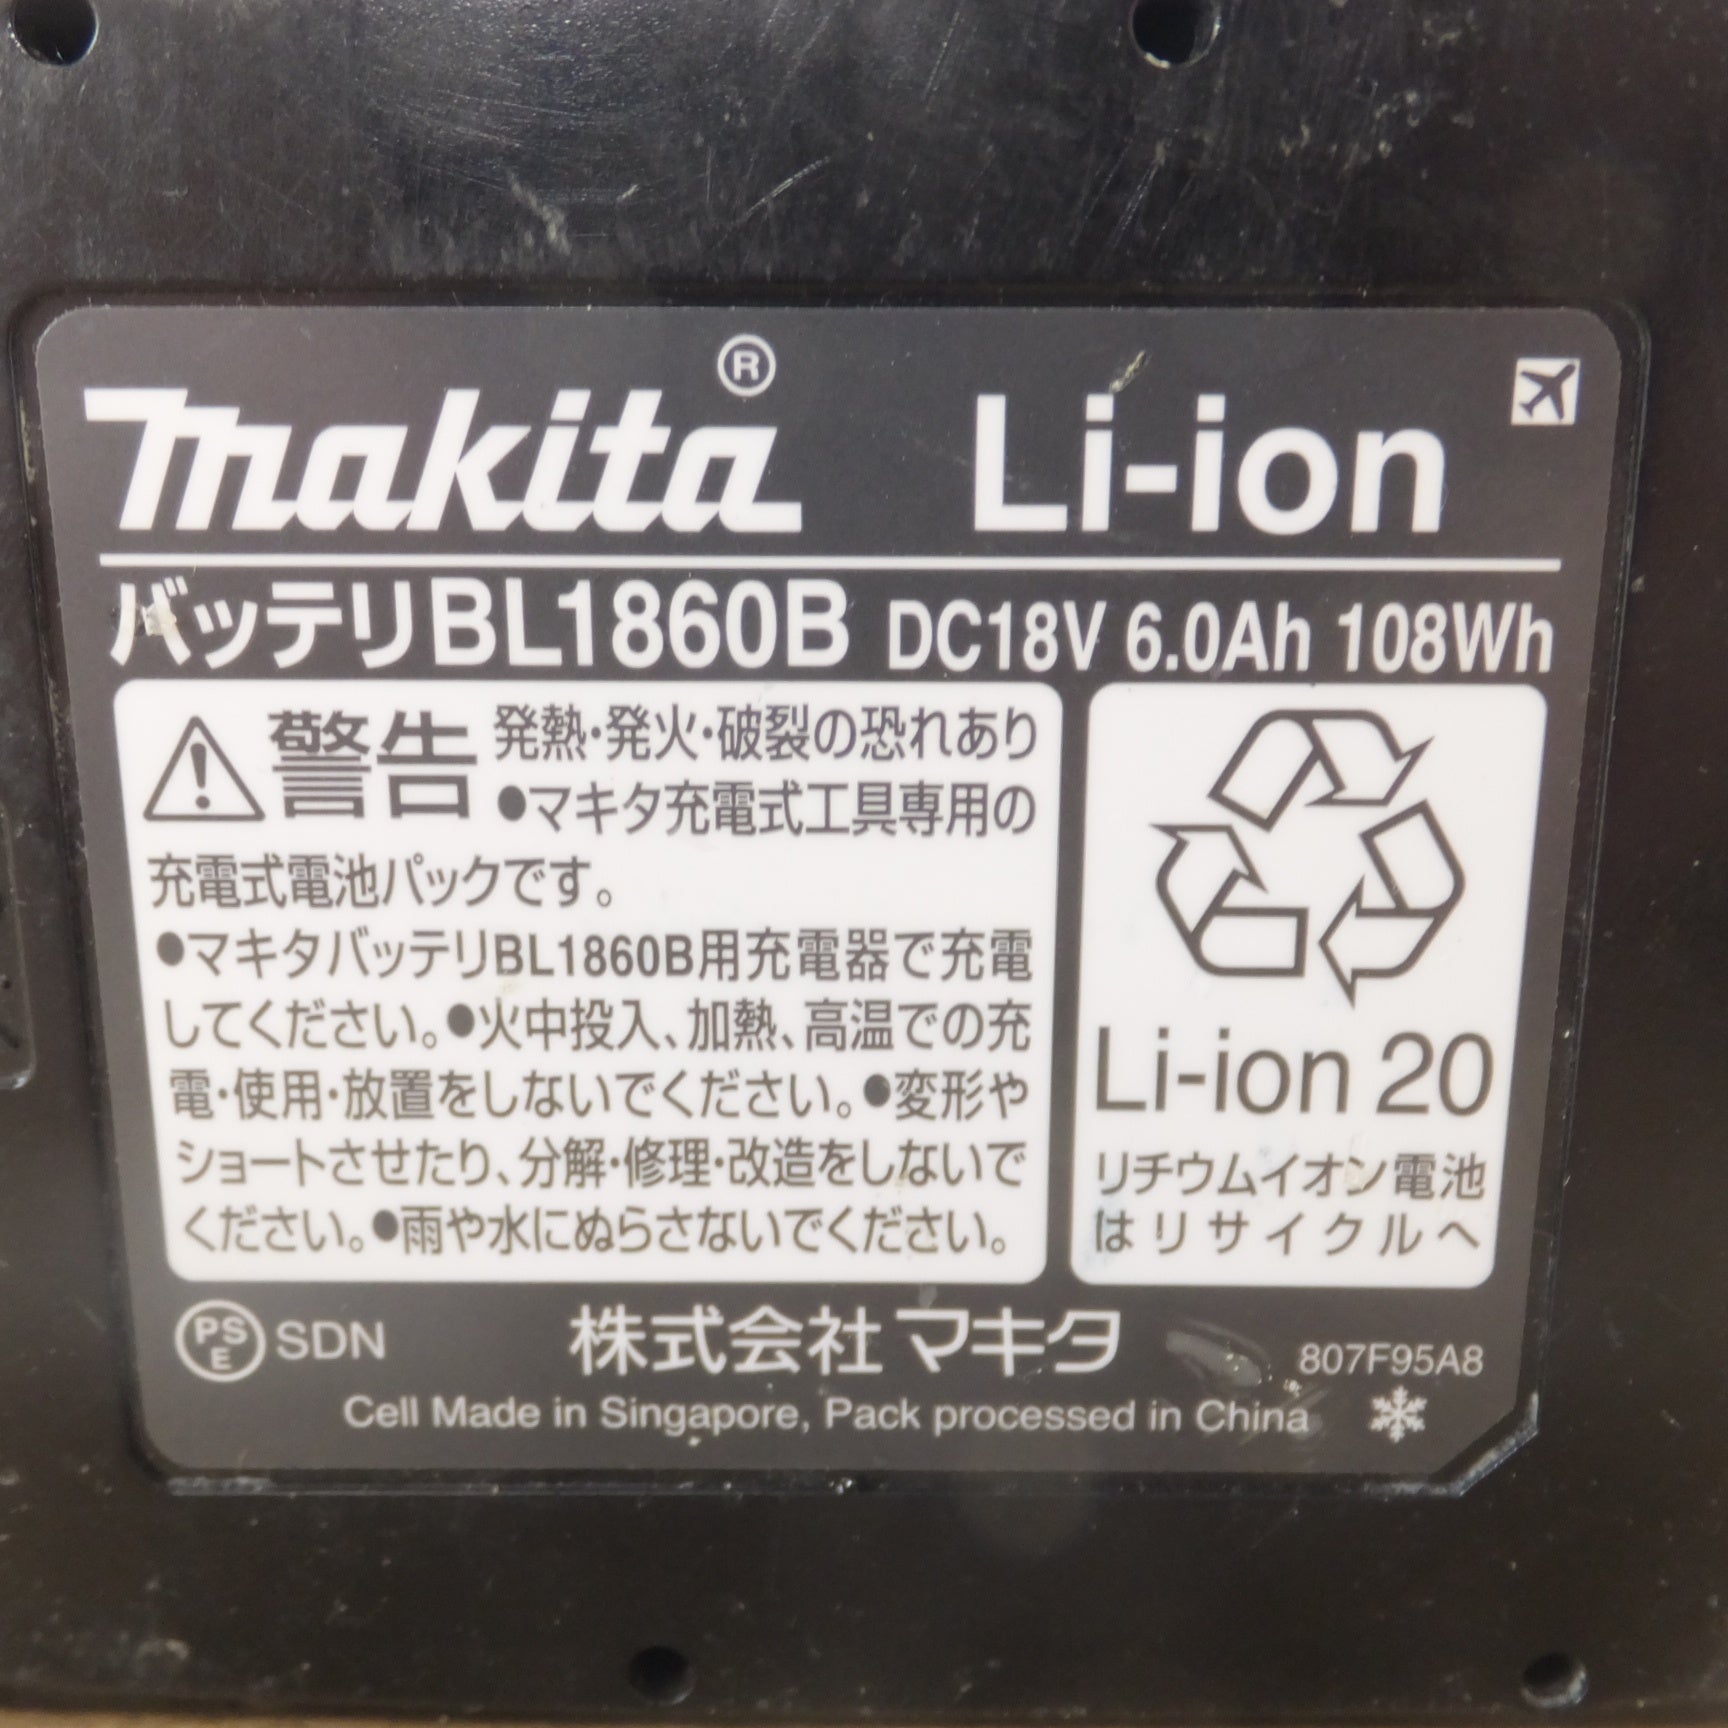 makita® Li-ion
バッテリBL1860B DC18V 6.0Ah 108Wh
警告 発熱・発火・破裂の恐れあり
●マキタ充電式工具専用の
充電式電池パックです。
●マキタバッテリBL1860B用充電器で充電
してください。●火中投入、加熱、高温での充
電・使用・放置をしないでください。●変形や
ショートさせたり、分解・修理・改造をしないで
ください。●雨や水にぬらさないでください。
Li-ion 20
リチウムイオン電池
はリサイクルへ
PSE SDN 株式会社マキタ 807F95A8
Cell Made in Singapore, Pack processed in China